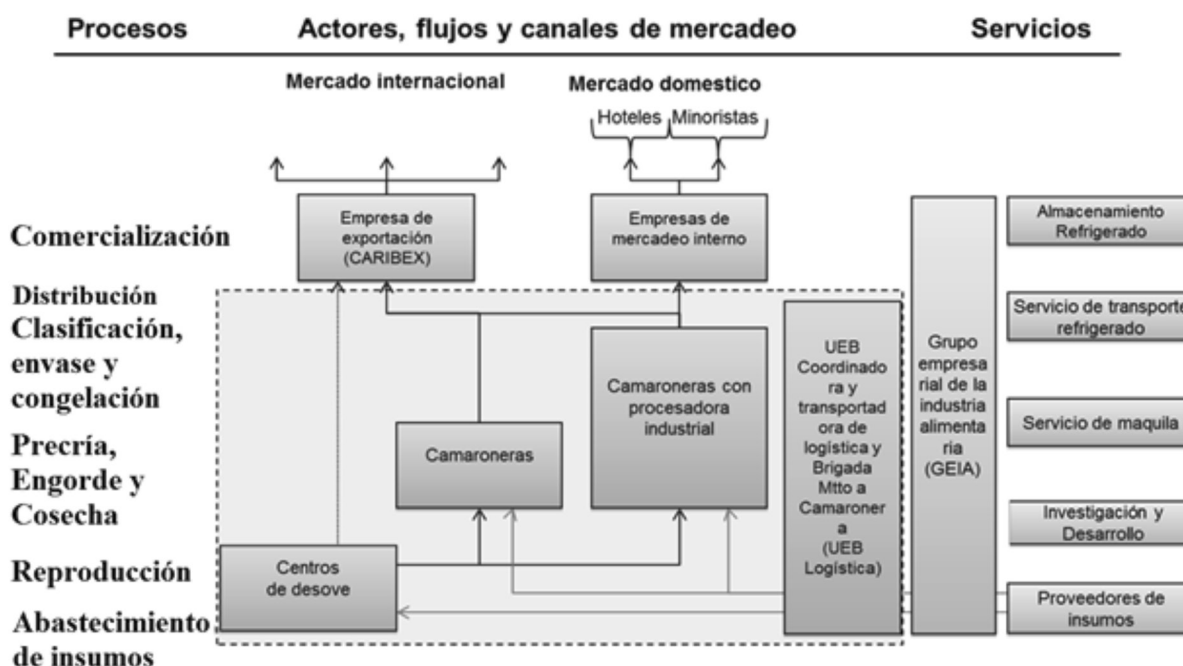 Procesos
Actores, flujos y canales de mercadeo
Servicios
Mercado internacional
Mercado domestico
Hoteles
Minoristas
Comercialización
Empresa de
exportación
(CARIBEX)
Empresas de
mercadeo interno
Almacenamiento
Refrigerado
Distribución
Clasificación,
envase y
congelación
Camaroneras con
procesadora
industrial
UEB
Coordinado
ra y
transportad
ora de
logística y
Brigada
Mtto a
Camaroner
a
(UEB
Logística)
Grupo
empresa
rial de la
industria
alimenta
ria
(GEIA)
Servicio de transporte
refrigerado
Precría,
Engorde y
Cosecha
Camaroneras
Servicio de maquila
Investigación y
Desarrollo
Reproducción
Centros
de desove
Abastecimiento
de insumos
Proveedores de
insumos